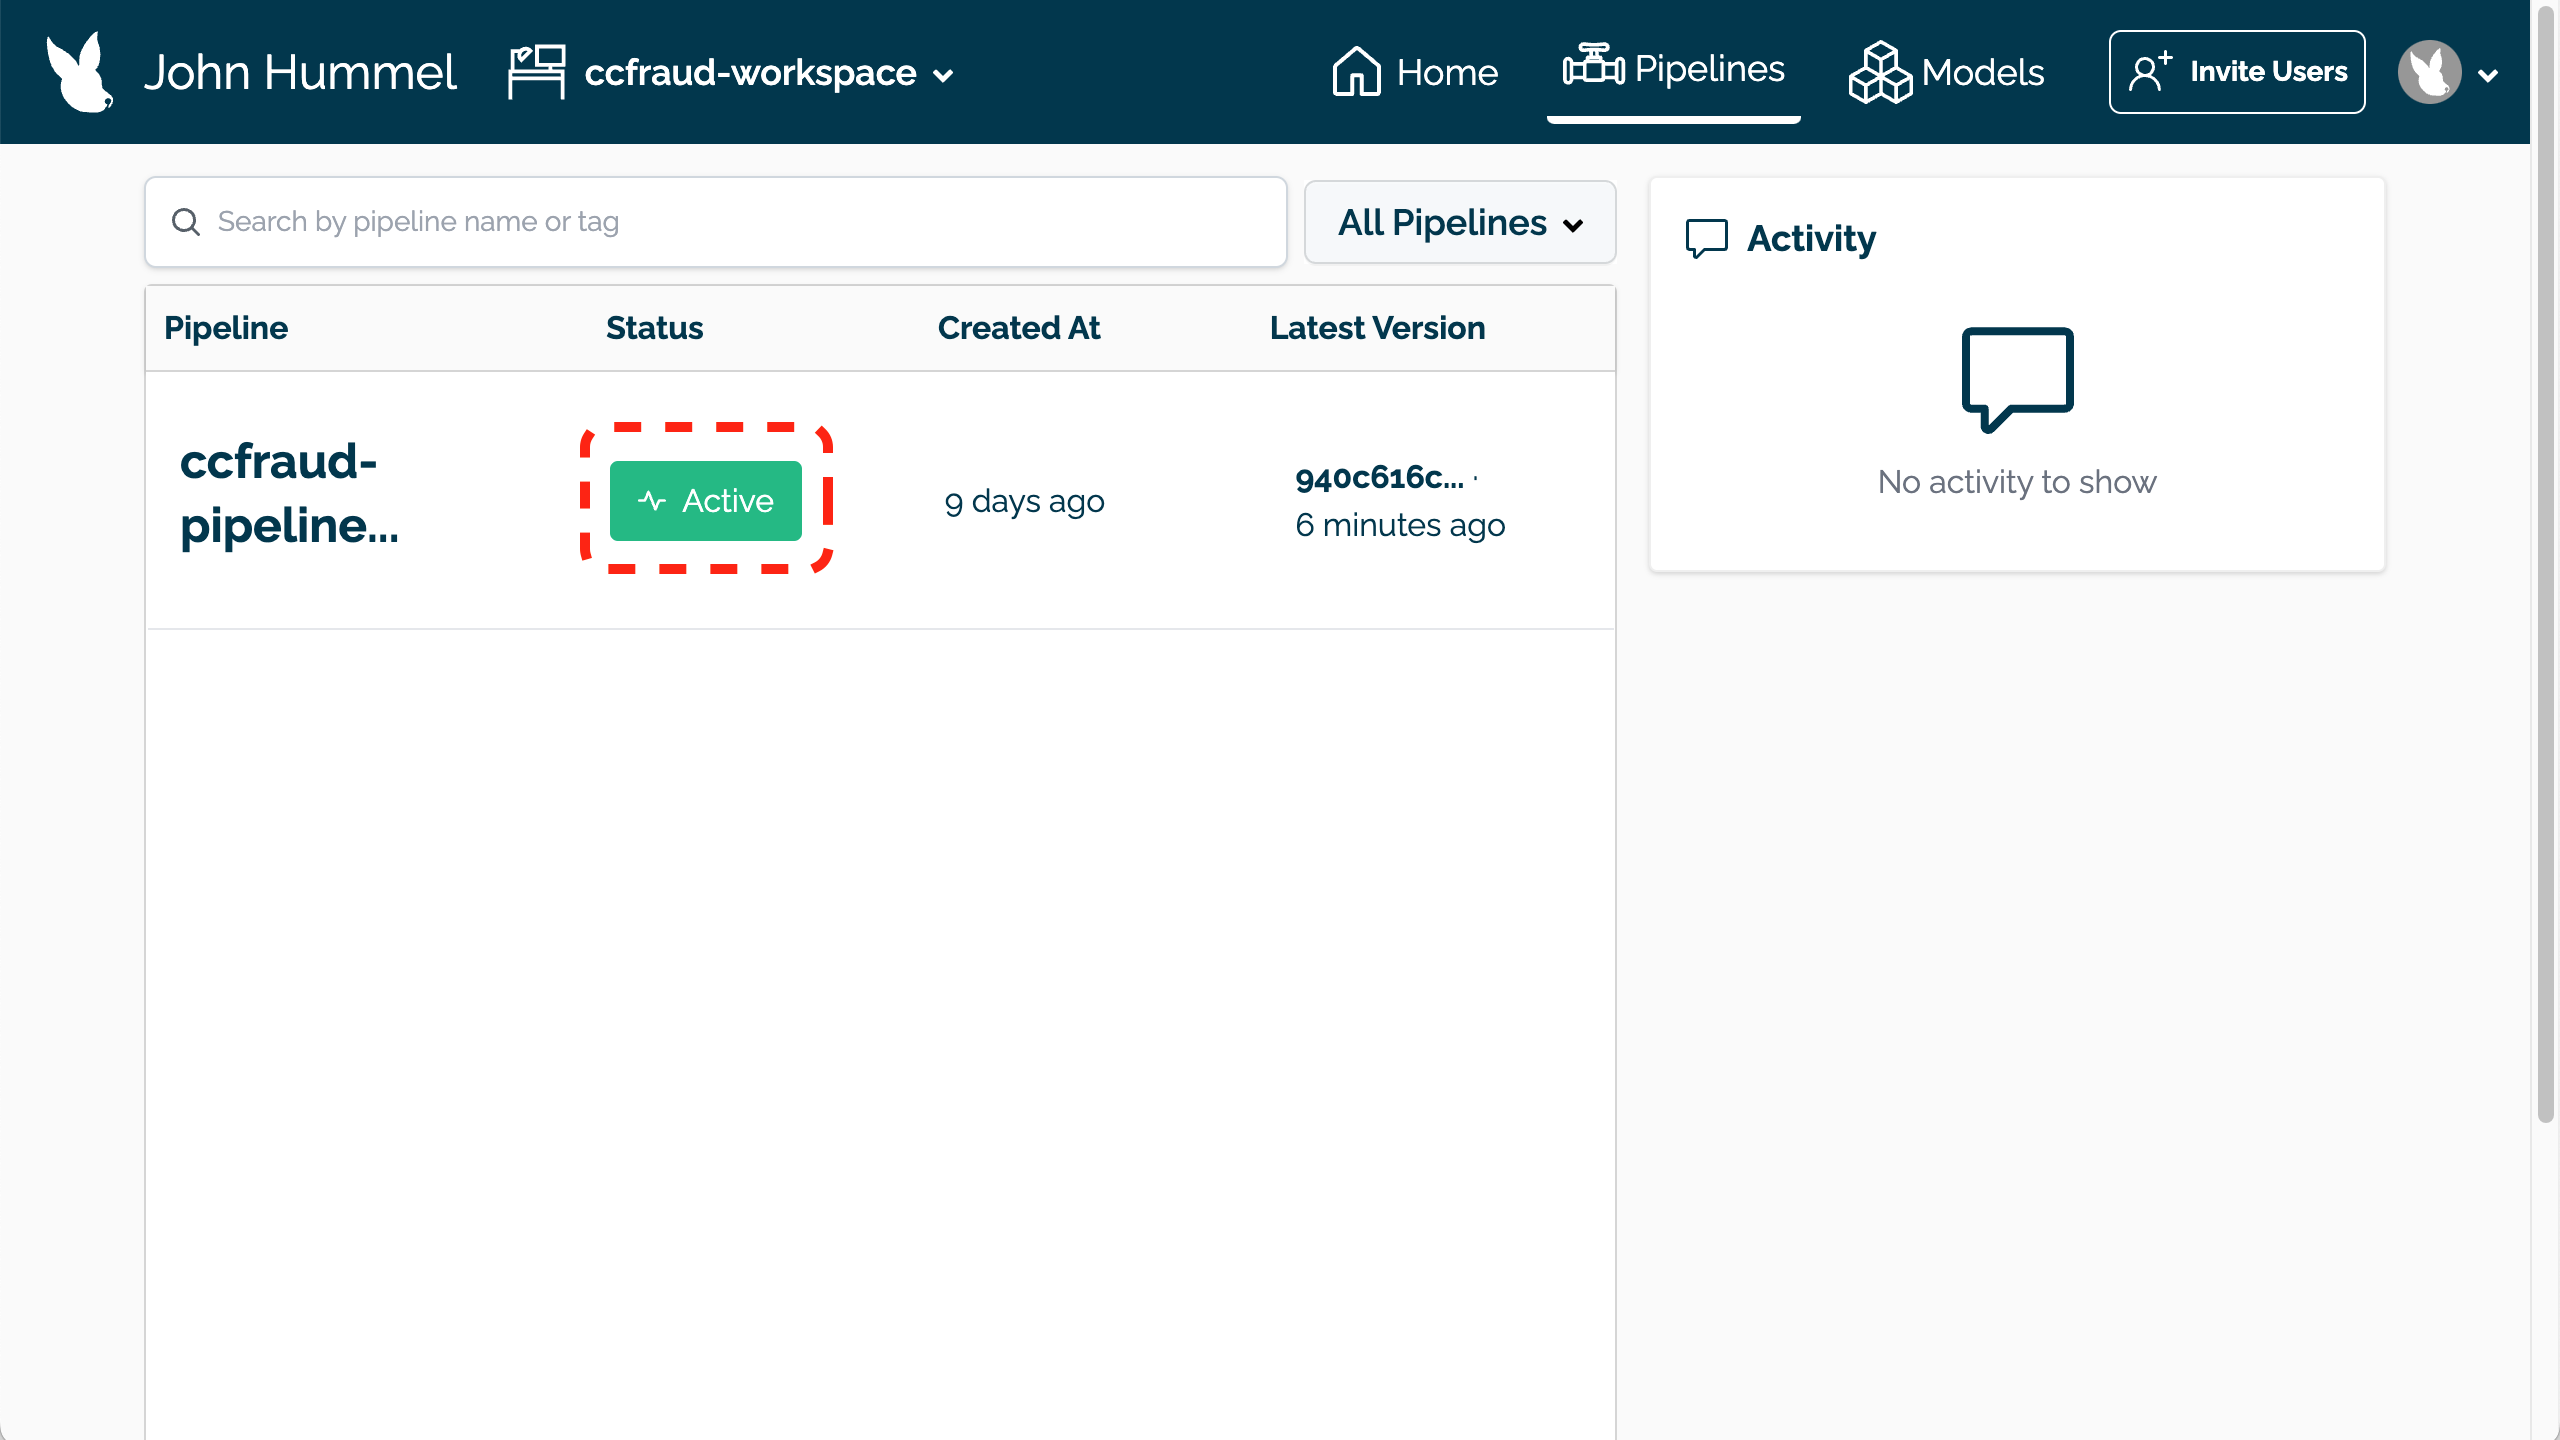 John Hummel
ccfraud-workspace
Home
Pipelines
Models
Invite Users
Search by pipeline name or tag
All Pipelines
Activity
Pipeline
Status
Created At
Latest Version
ccfraud-
pipeline...
Active
9 days ago
940c616c... ·
6 minutes ago
No activity to show